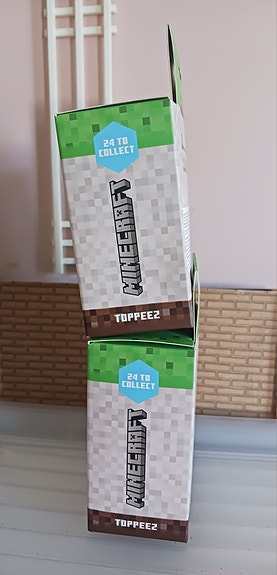 24 TO
COLLECT
MINECRAFT
TOPPEEZ
24 TO
COLLECT
MINECRAFT
TOPPEEZ